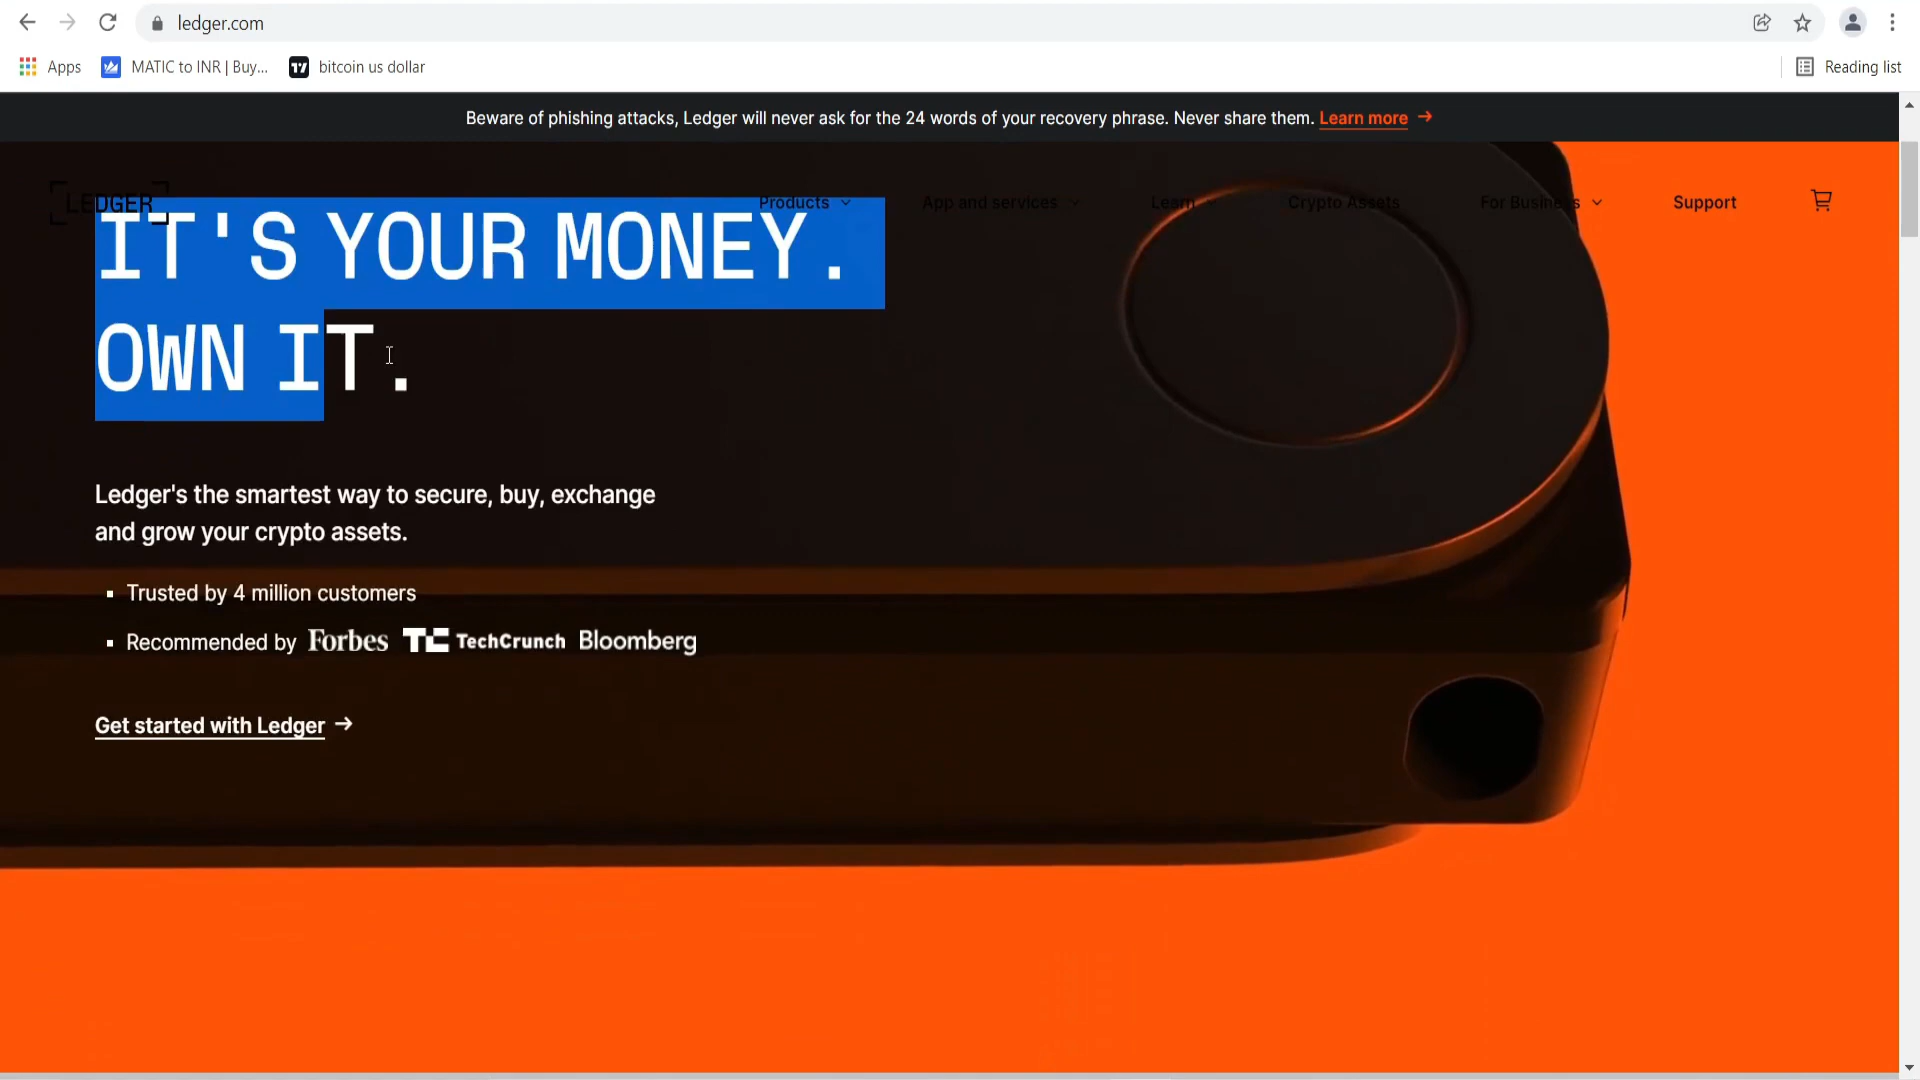 ledger.com
Apps
MATIC to INR | Buy...
bitcoin us dollar
Reading list
Beware of phishing attacks, Ledger will never ask for the 24 words of your recovery phrase. Never share them. Learn more →
LEDGER
Products
App and services
Learn
Crypto Assets
For Business
Support
IT'S YOUR MONEY.
OWN IT.
Ledger's the smartest way to secure, buy, exchange
and grow your crypto assets.
Trusted by 4 million customers
Recommended by Forbes TC TechCrunch Bloomberg
Get started with Ledger →